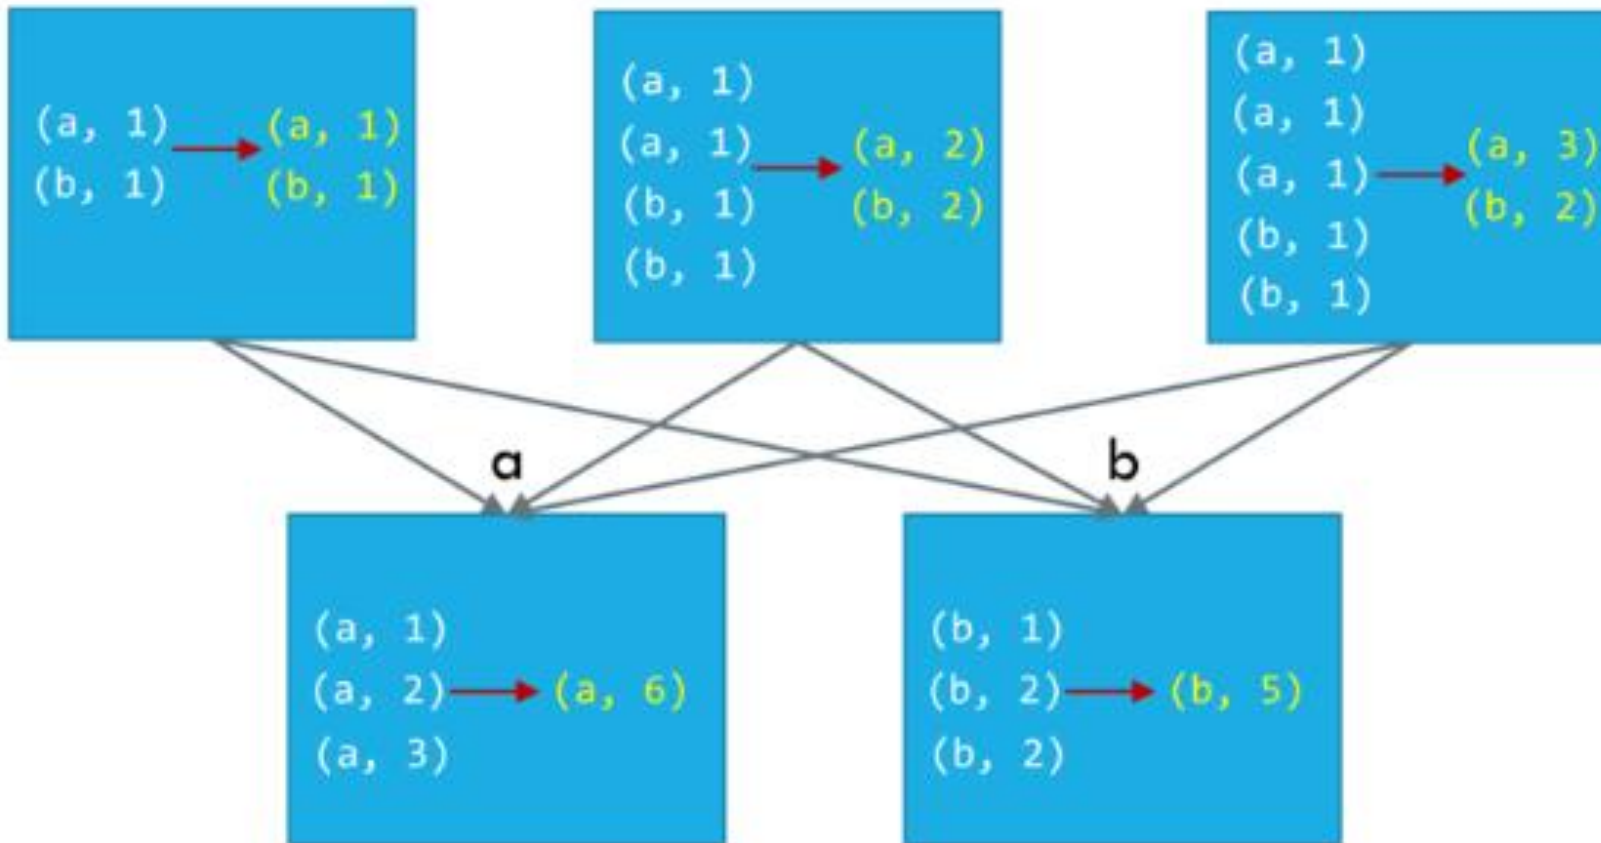 (a, 1)
(b, 1)
(a, 1)
(b, 1)
(a, 1)
(a, 1)
(b, 1)
(b, 1)
(a, 2)
(b, 2)
(a, 1)
(a, 1)
(a, 1)
(b, 1)
(b, 1)
(a, 3)
(b, 2)
a
b
(a, 1)
(a, 2)
(a, 3)
(a, 6)
(b, 1)
(b, 2)
(b, 2)
(b, 5)